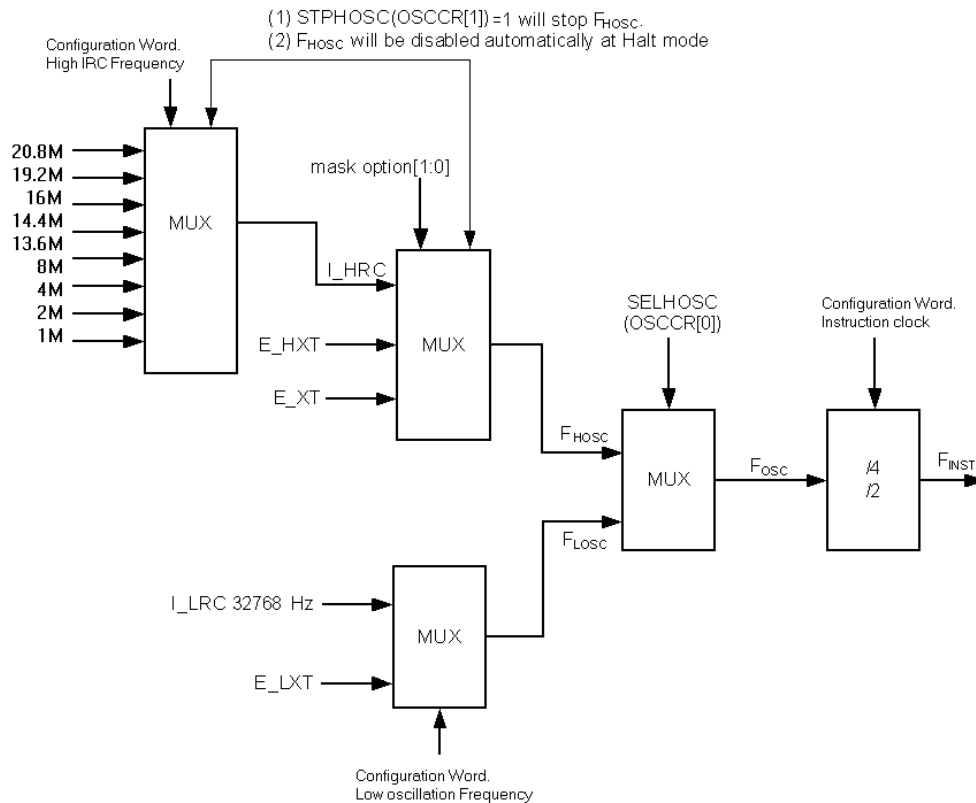 (1) STPHOSC(OSCCR[1])=1 will stop FHOSC.
(2) FHOSC will be disabled automatically at Halt mode
Configuration Word.
High IRC Frequency
20.8M
19.2M
16M
14.4M
13.6M
8M
4M
2M
1M
MUX
mask option[1:0]
I_HRC
E_HXT
E_XT
MUX
SELHOSC
(OSCCR[0])
Configuration Word.
Instruction clock
FHOSC
MUX
FOSC
/4
/2
FINST
FLOSC
I_LRC 32768 Hz
E_LXT
MUX
Configuration Word.
Low oscillation Frequency